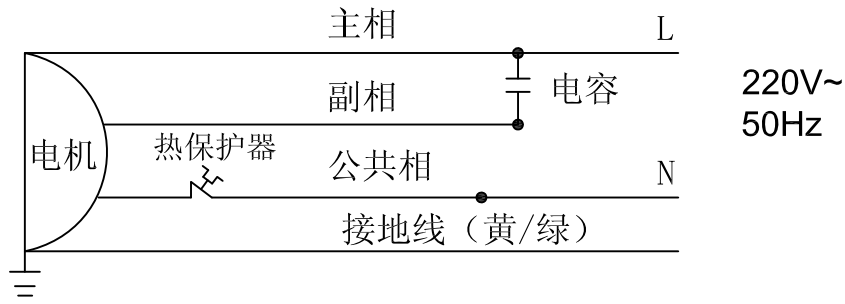 主相
L
220V~
副相
电容
50Hz
电机
热保护器
公共相
N
接地线（黄/绿）